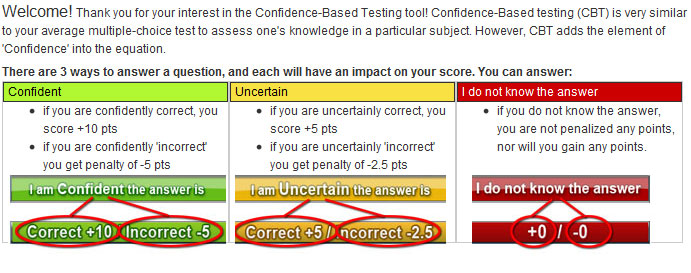 Welcome! Thank you for your interest in the Confidence-Based Testing tool! Confidence-Based testing (CBT) is very similar
to your average multiple-choice test to assess one's knowledge in a particular subject. However, CBT adds the element of
'Confidence' into the equation.
There are 3 ways to answer a question, and each will have an impact on your score. You can answer:
Confident
• if you are confidently correct, you
score +10 pts
• if you are confidently 'incorrect'
you get penalty of -5 pts
I am Confident the answer is
Correct +10 / Incorrect -5
Uncertain
• if you are uncertainly correct, you
score +5 pts
• if you are uncertainly 'incorrect'
you get penalty of -2.5 pts
I am Uncertain the answer is
Correct +5 / Incorrect -2.5
I do not know the answer
• if you do not know the answer,
you are not penalized any points,
nor will you gain any points.
I do not know the answer
+0 / -0